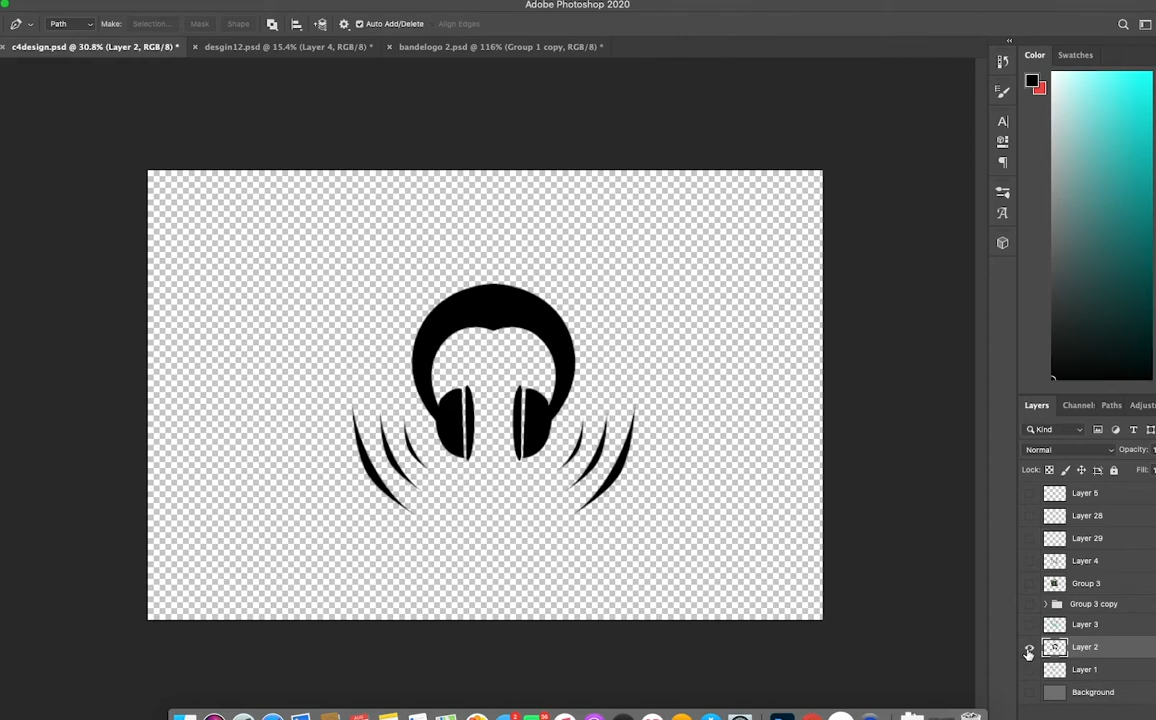 Adobe Photoshop 2020
Path Make: Selection... Mask Shape Auto Add/Delete Align Edges
c4design.psd @ 30.8% (Layer 2, RGB/8) * desgin12.psd @ 15.4% (Layer 4, RGB/8) * bandelogo 2.psd @ 116% (Group 1 copy, RGB/8) *
Color Swatches
Layers Channel: Paths Adjust
Kind
Normal Opacity:
Lock: Fill:
Layer 5
Layer 28
Layer 29
Layer 4
Group 3
Group 3 copy
Layer 3
Layer 2
Layer 1
Background